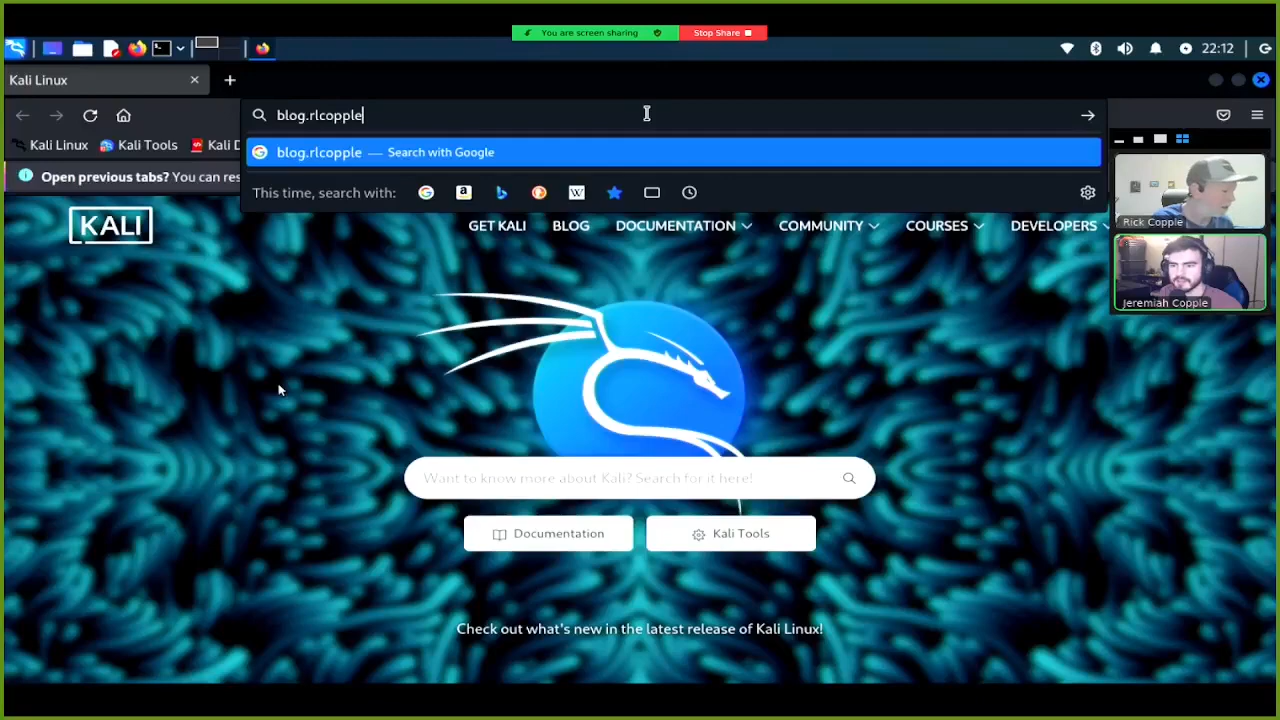 You are screen sharing Stop Share
22:12
Kali Linux
blog.rlcopple
Kali Linux Kali Tools Kali D
blog.rlcopple — Search with Google
Open previous tabs? You can res
This time, search with:
KALI
GET KALI BLOG DOCUMENTATION COMMUNITY COURSES DEVELOPERS
Rick Copple
Jeremiah Copple
Want to know more about Kali? Search for it here!
Documentation Kali Tools
Check out what's new in the latest release of Kali Linux!